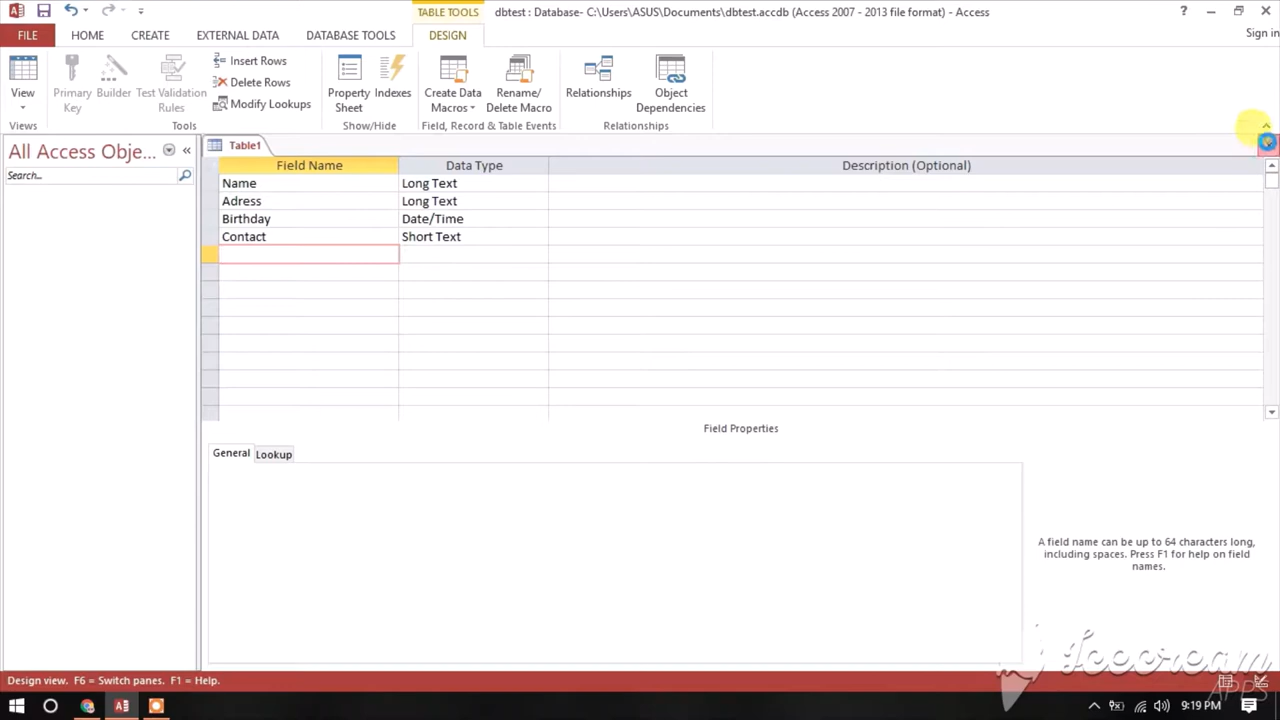 TABLE TOOLS
dbtest : Database- C:\Users\ASUS\Documents\dbtest.accdb (Access 2007 - 2013 file format) - Access
FILE HOME CREATE EXTERNAL DATA DATABASE TOOLS DESIGN Sign in
View
Primary Key
Builder
Test Validation Rules
Insert Rows
Delete Rows
Modify Lookups
Property Sheet
Indexes
Create Data Macros
Rename/ Delete Macro
Relationships
Object Dependencies
Views Tools Show/Hide Field, Record & Table Events Relationships
All Access Obje...
Search...
Table1
Field Name Data Type Description (Optional)
Name Long Text
Adress Long Text
Birthday Date/Time
Contact Short Text
Field Properties
General Lookup
A field name can be up to 64 characters long,
including spaces. Press F1 for help on field
names.
Icecream
APPS
Design view. F6 = Switch panes. F1 = Help.
9:19 PM